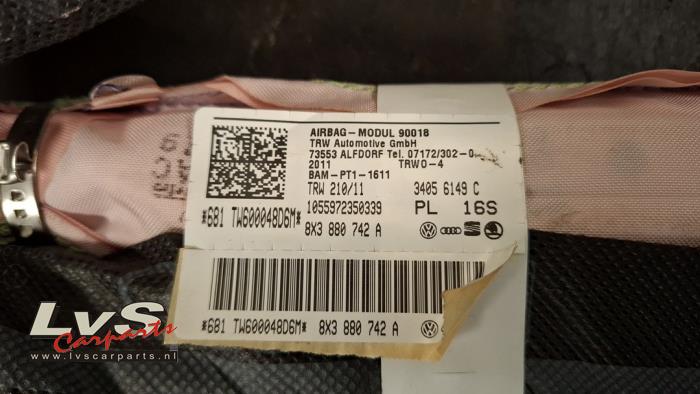 AIRBAG-MODUL 90018
TRW Automotive GmbH
73553 ALFDORF Tel. 07172/302-0
2011 TRWO-4
BAM-PT1-1611
TRW 210/11 3405 6149 C
1055972350339 PL 16S
*681 TW600048D6M* 8X3 880 742 A
*681 TW600048D6M* 8X3 880 742 A
LvS
Carparts
www.lvscarparts.nl